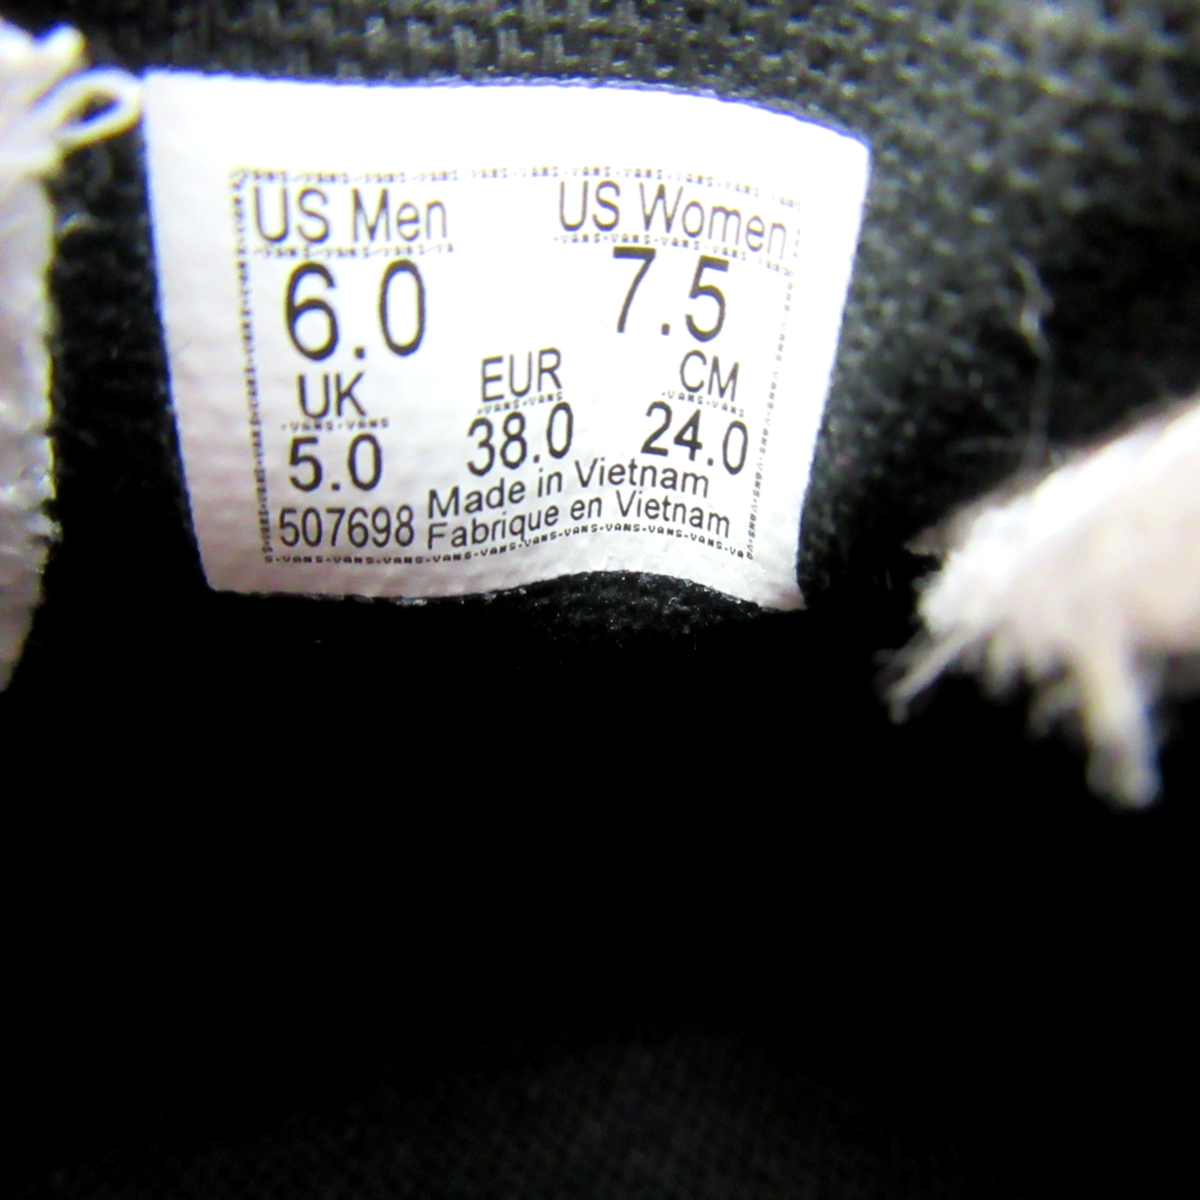 US Men US Women
6.0 7.5
UK EUR CM
5.0 38.0 24.0
507698 Made in Vietnam
Fabrique en Vietnam